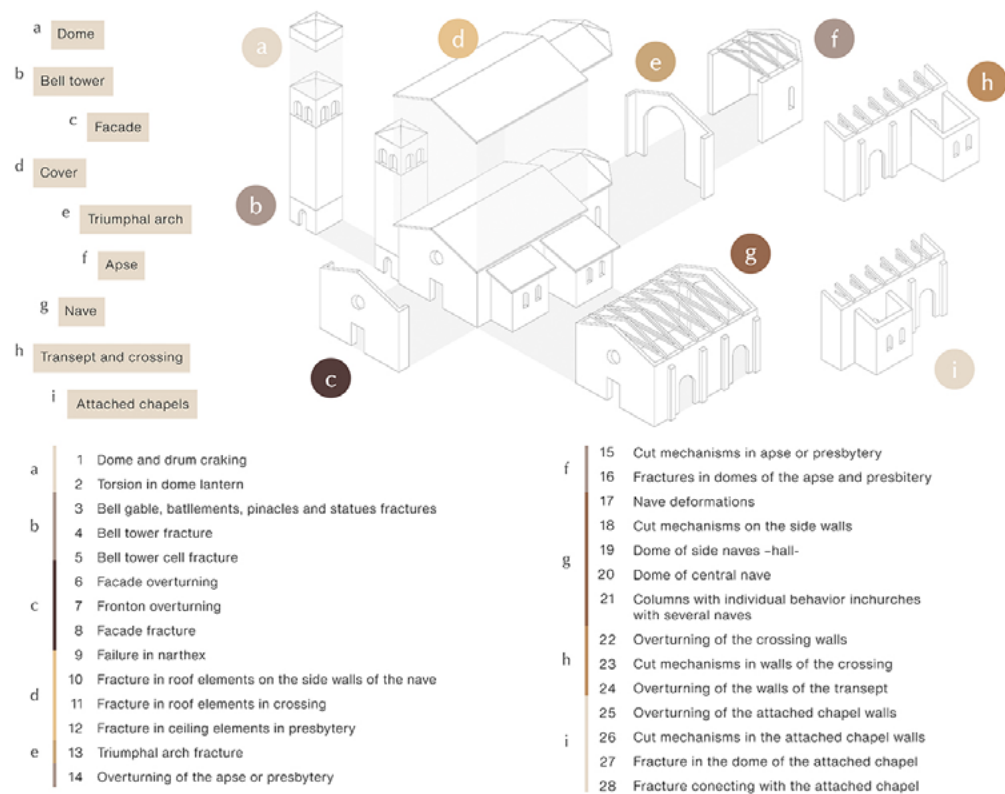 a Dome
b Bell tower
c Facade
d Cover
e Triumphal arch
f Apse
g Nave
h Transept and crossing
i Attached chapels
a
b
c
d
e
f
g
h
i
a
1 Dome and drum craking
2 Torsion in dome lantern
b
3 Bell gable, batllements, pinacles and statues fractures
4 Bell tower fracture
5 Bell tower cell fracture
c
6 Facade overturning
7 Fronton overturning
8 Facade fracture
9 Failure in narthex
d
10 Fracture in roof elements on the side walls of the nave
11 Fracture in roof elements in crossing
12 Fracture in ceiling elements in presbytery
e
13 Triumphal arch fracture
14 Overturning of the apse or presbytery
f
15 Cut mechanisms in apse or presbytery
16 Fractures in domes of the apse and presbitery
g
17 Nave deformations
18 Cut mechanisms on the side walls
19 Dome of side naves -hall-
20 Dome of central nave
21 Columns with individual behavior inchurches
with several naves
h
22 Overturning of the crossing walls
23 Cut mechanisms in walls of the crossing
24 Overturning of the walls of the transept
i
25 Overturning of the attached chapel walls
26 Cut mechanisms in the attached chapel walls
27 Fracture in the dome of the attached chapel
28 Fracture conecting with the attached chapel